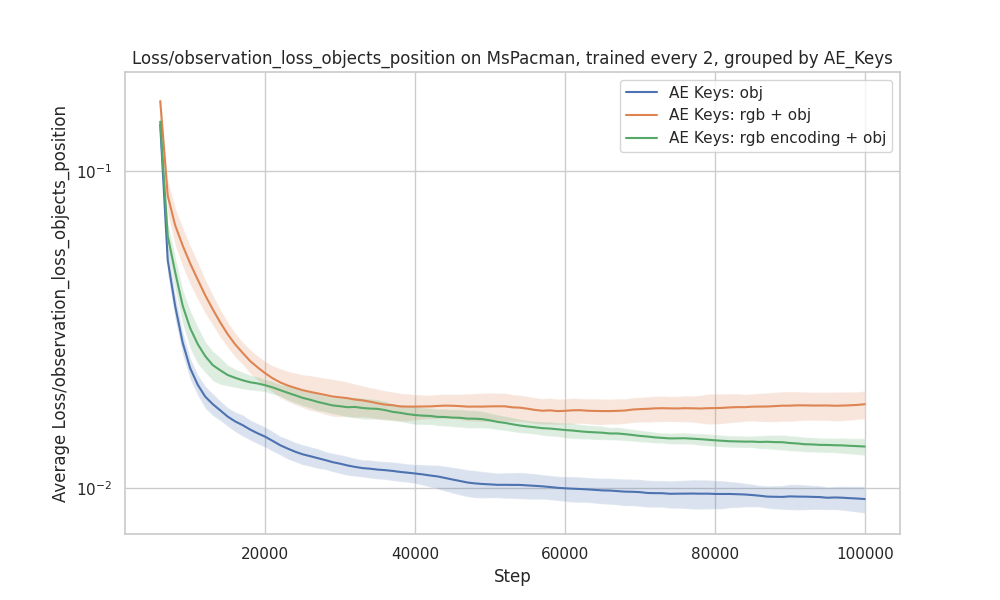 Loss/observation_loss_objects_position on MsPacman, trained every 2, grouped by AE_Keys
AE Keys: obj
AE Keys: rgb + obj
AE Keys: rgb encoding + obj
Average Loss/observation_loss_objects_position
10⁻¹
10⁻²
20000
40000
60000
80000
100000
Step